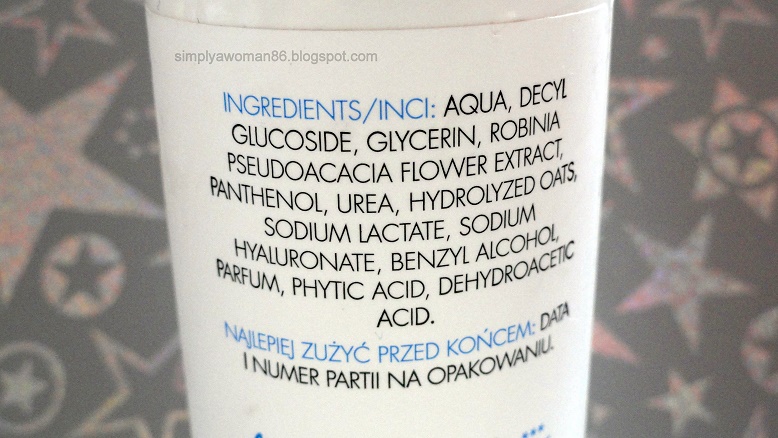 simplyawoman86.blogspot.com
INGREDIENTS/INCI: AQUA, DECYL
GLUCOSIDE, GLYCERIN, ROBINIA
PSEUDOACACIA FLOWER EXTRACT,
PANTHENOL, UREA, HYDROLYZED OATS,
SODIUM LACTATE, SODIUM
HYALURONATE, BENZYL ALCOHOL,
PARFUM, PHYTIC ACID, DEHYDROACETIC
ACID.
NAJLEPIEJ ZUŻYĆ PRZED KOŃCEM: DATA
I NUMER PARTII NA OPAKOWANIU.